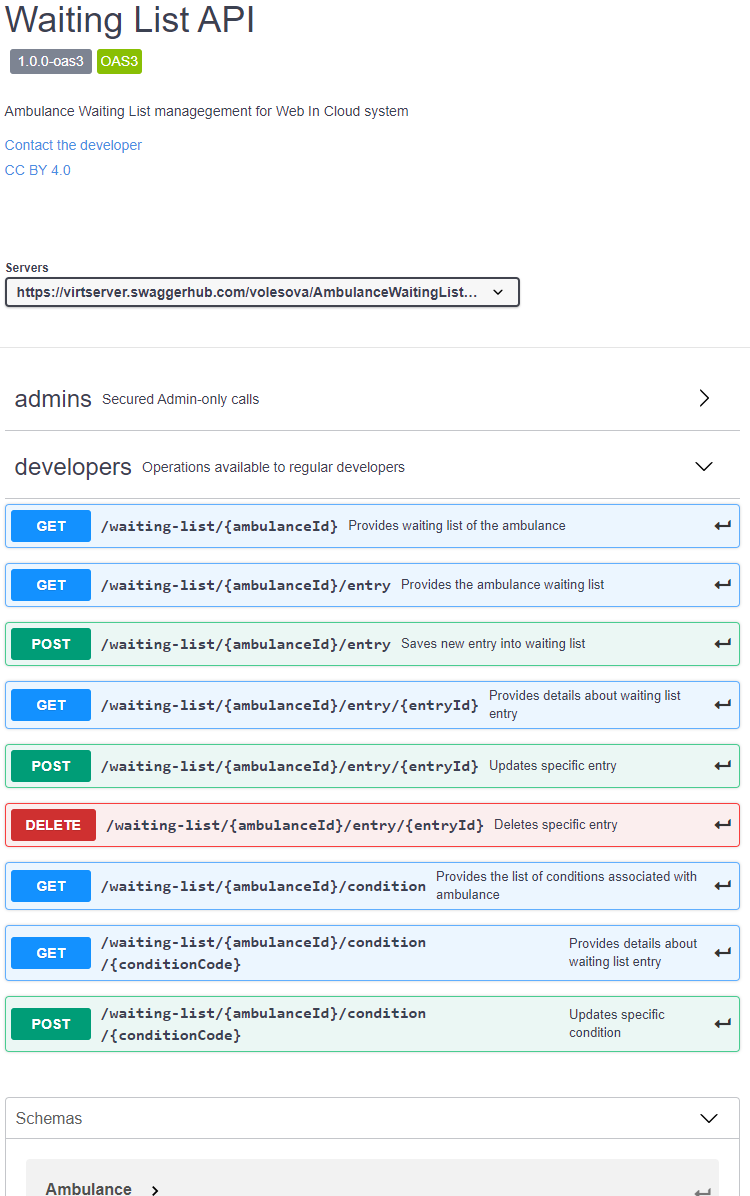 Waiting List API
1.0.0-oas3 OAS3
Ambulance Waiting List managegement for Web In Cloud system
Contact the developer
CC BY 4.0
Servers
https://virtserver.swaggerhub.com/volesova/AmbulanceWaitingList...
admins Secured Admin-only calls
developers Operations available to regular developers
GET /waiting-list/{ambulanceId} Provides waiting list of the ambulance
GET /waiting-list/{ambulanceId}/entry Provides the ambulance waiting list
POST /waiting-list/{ambulanceId}/entry Saves new entry into waiting list
GET /waiting-list/{ambulanceId}/entry/{entryId} Provides details about waiting list
entry
POST /waiting-list/{ambulanceId}/entry/{entryId} Updates specific entry
DELETE /waiting-list/{ambulanceId}/entry/{entryId} Deletes specific entry
GET /waiting-list/{ambulanceId}/condition Provides the list of conditions associated with
ambulance
GET /waiting-list/{ambulanceId}/condition Provides details about
/{conditionCode} waiting list entry
POST /waiting-list/{ambulanceId}/condition Updates specific
/{conditionCode} condition
Schemas
Ambulance